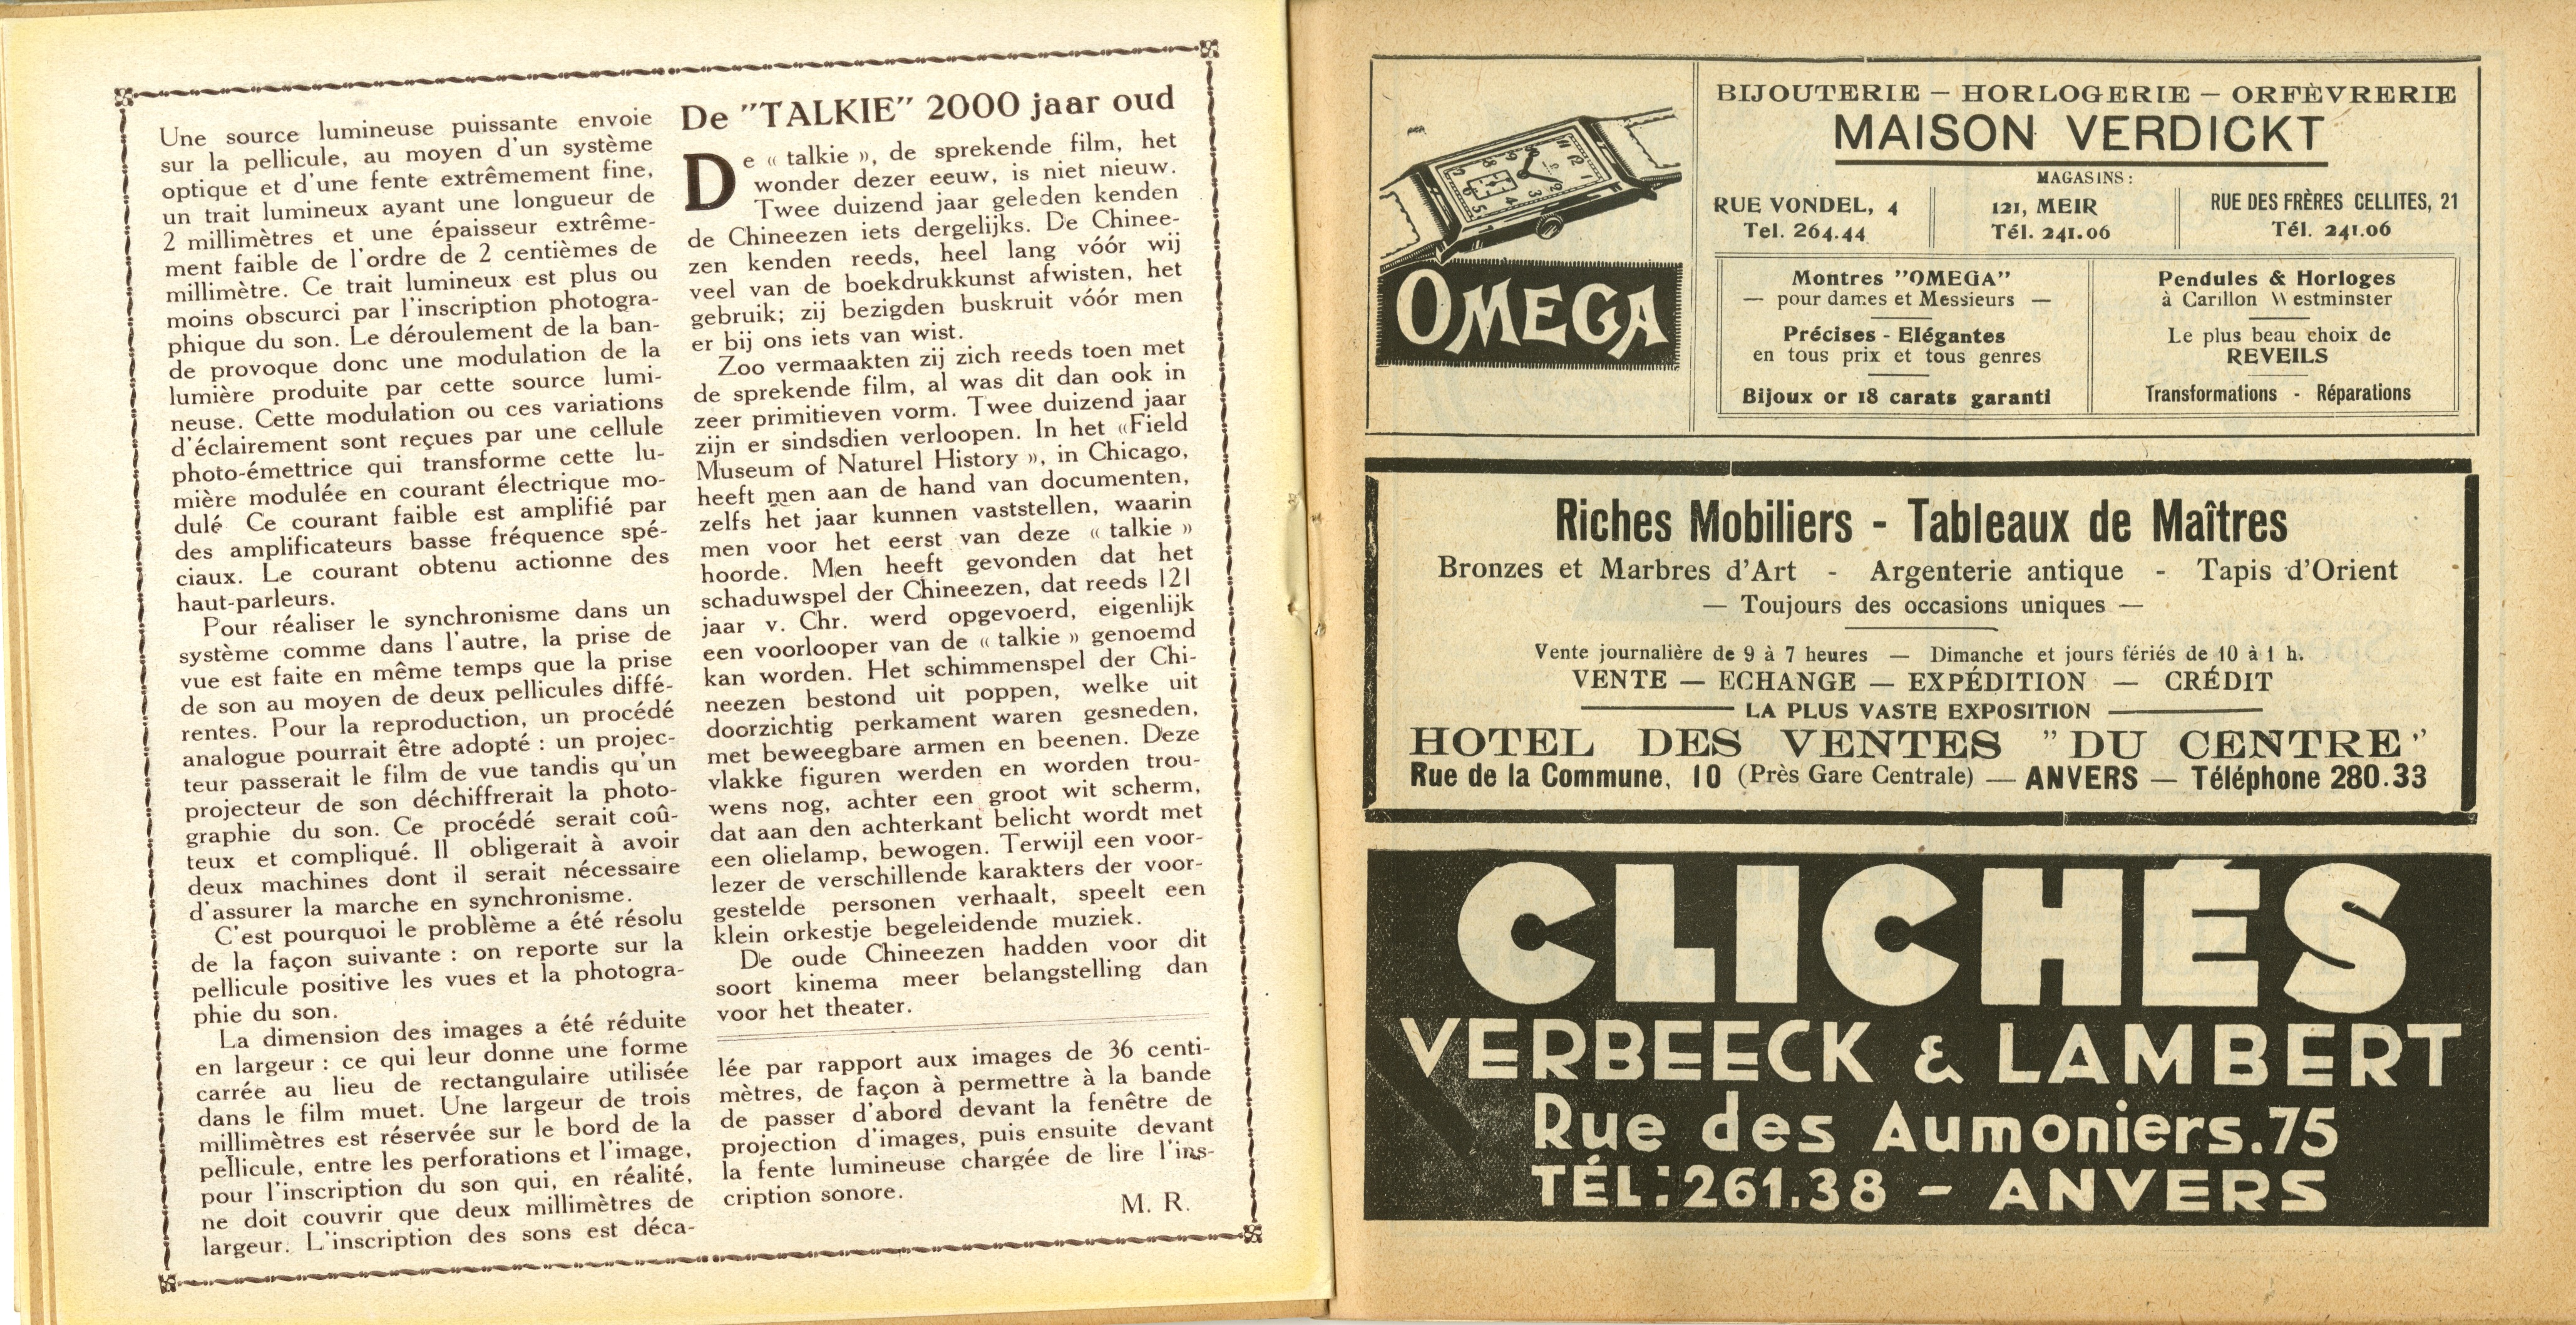 Une source lumineuse puissante envoie
sur la pellicule, au moyen d'un système
optique et d'une fente extrêmement fine,
un trait lumineux ayant une longueur de
2 millimètres et une épaisseur extrême-
ment faible de l'ordre de 2 centièmes de
millimètre. Ce trait lumineux est plus ou
moins obscurci par l'inscription photogra-
phique du son. Le déroulement de la ban-
de provoque donc une modulation de la
lumière produite par cette source lumi-
neuse. Cette modulation ou ces variations
d'éclairement sont reçues par une cellule
photo-émettrice qui transforme cette lu-
mière modulée en courant électrique mo-
dulé Ce courant faible est amplifié par
des amplificateurs basse fréquence spé-
ciaux. Le courant obtenu actionne des
haut-parleurs.
Pour réaliser le synchronisme dans un
système comme dans l'autre, la prise de
vue est faite en même temps que la prise
de son au moyen de deux pellicules diffé-
rentes. Pour la reproduction, un procédé
analogue pourrait être adopté : un projec-
teur passerait le film de vue tandis qu'un
projecteur de son déchiffrerait la photo-
graphie du son. Ce procédé serait coû-
teux et compliqué. Il obligerait à avoir
deux machines dont il serait nécessaire
d'assurer la marche en synchronisme.
C'est pourquoi le problème a été résolu
de la façon suivante : on reporte sur la
pellicule positive les vues et la photogra-
phie du son.
La dimension des images a été réduite
en largeur : ce qui leur donne une forme
carrée au lieu de rectangulaire utilisée
dans le film muet. Une largeur de trois
millimètres est réservée sur le bord de la
pellicule, entre les perforations et l'image,
pour l'inscription du son qui, en réalité,
ne doit couvrir que deux millimètres de
largeur. L'inscription des sons est déca-
De "TALKIE" 2000 jaar oud
De « talkie », de sprekende film, het
wonder dezer eeuw, is niet nieuw.
Twee duizend jaar geleden kenden
de Chineezen iets dergelijks. De Chinee-
zen kenden reeds, heel lang vóór wij
veel van de boekdrukkunst afwisten, het
gebruik; zij bezigden buskruit vóór men
er bij ons iets van wist.
Zoo vermaakten zij zich reeds toen met
de sprekende film, al was dit dan ook in
zeer primitieven vorm. Twee duizend jaar
zijn er sindsdien verloopen. In het «Field
Museum of Naturel History », in Chicago,
heeft men aan de hand van documenten,
zelfs het jaar kunnen vaststellen, waarin
men voor het eerst van deze « talkie »
hoorde. Men heeft gevonden dat het
schaduwspel der Chineezen, dat reeds 121
jaar v. Chr. werd opgevoerd, eigenlijk
een voorlooper van de « talkie » genoemd
kan worden. Het schimmenspel der Chi-
neezen bestond uit poppen, welke uit
doorzichtig perkament waren gesneden,
met beweegbare armen en beenen. Deze
vlakke figuren werden en worden trou-
wens nog, achter een groot wit scherm,
dat aan den achterkant belicht wordt met
een olielamp, bewogen. Terwijl een voor-
lezer de verschillende karakters der voor-
gestelde personen verhaalt, speelt een
klein orkestje begeleidende muziek.
De oude Chineezen hadden voor dit
soort kinema meer belangstelling dan
voor het theater.
lée par rapport aux images de 36 centi-
mètres, de façon à permettre à la bande
de passer d'abord devant la fenêtre de
projection d'images, puis ensuite devant
la fente lumineuse chargée de lire l'ins-
cription sonore.
M. R.
OMEGA
BIJOUTERIE — HORLOGERIE — ORFÈVRERIE
MAISON VERDICKT
MAGASINS:
RUE VONDEL, 4
Tel. 264.44
121, MEIR
Tél. 241.06
RUE DES FRÈRES CELLITES, 21
Tél. 241.06
Montres "OMEGA"
— pour dames et Messieurs —
Précises - Elégantes
en tous prix et tous genres
Bijoux or 18 carats garanti
Pendules & Horloges
à Carillon Westminster
Le plus beau choix de
REVEILS
Transformations - Réparations
Riches Mobiliers - Tableaux de Maîtres
Bronzes et Marbres d'Art - Argenterie antique - Tapis d'Orient
— Toujours des occasions uniques —
Vente journalière de 9 à 7 heures — Dimanche et jours fériés de 10 à 1 h.
VENTE — ECHANGE — EXPÉDITION — CRÉDIT
LA PLUS VASTE EXPOSITION
HOTEL DES VENTES "DU CENTRE"
Rue de la Commune, 10 (Près Gare Centrale) — ANVERS — Téléphone 280.33
CLICHÉS
VERBEECK & LAMBERT
Rue des Aumoniers.75
TÉL:261.38 - ANVERS